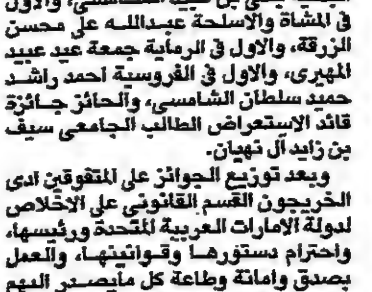 في المشاة والاسلحة عبدالله علي محسن
الزرقة، والاول في الرماية جمعة عبد عبيد
المهيري، والاول في الفروسية احمد راشد
حميد سلطان الشامسي، والحائز جائزة
قائد الاستعراض الطالب الجامعي سيف
بن زايد آل نهيان.
وبعد توزيع الجوائز على المتفوقين ادى
الخريجون القسم القانوني على الاخلاص
لدولة الامارات العربية المتحدة ورئيسها،
واحترام دستورها وقوانينها، والعمل
بصدق وامانة وطاعة كل مايصدر اليهم